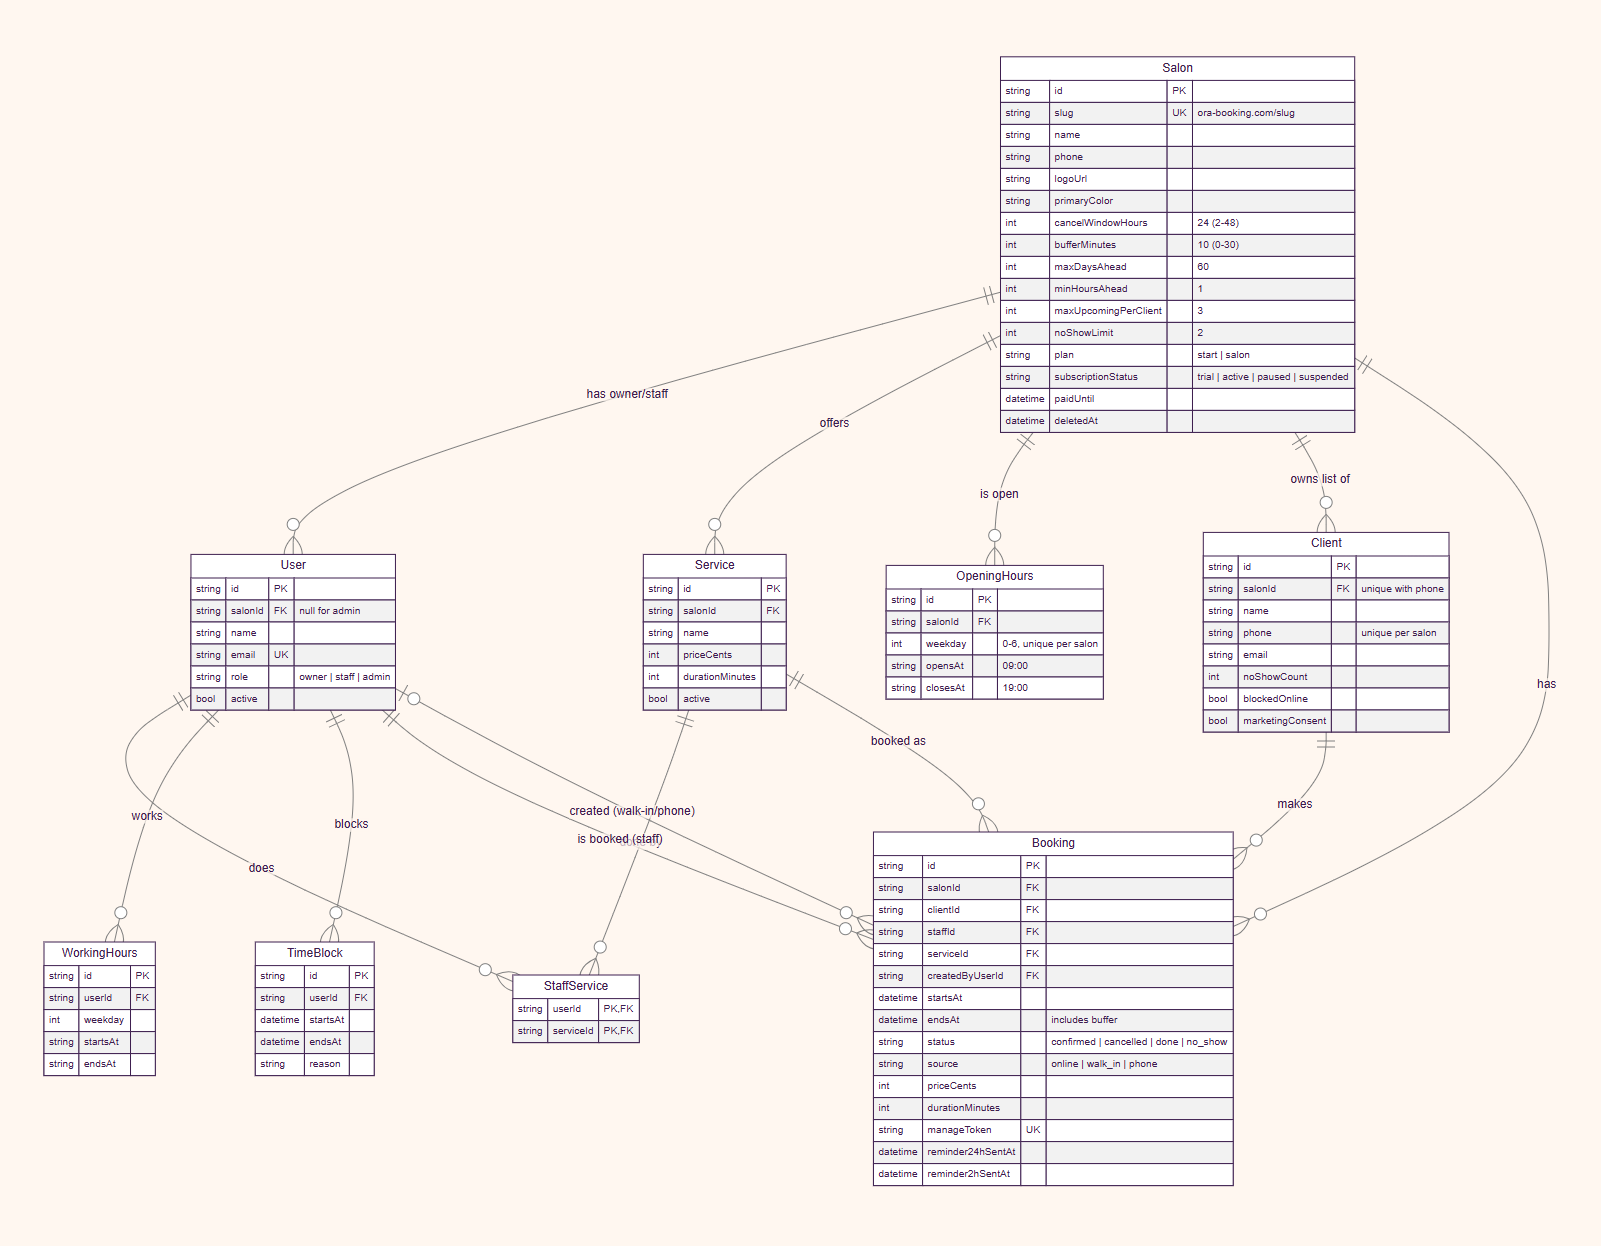 Salon
string id PK
string slug UK ora-booking.com/slug
string name
string phone
string logoUrl
string primaryColor
int cancelWindowHours 24 (2-48)
int bufferMinutes 10 (0-30)
int maxDaysAhead 60
int minHoursAhead 1
int maxUpcomingPerClient 3
int noShowLimit 2
string plan start | salon
string subscriptionStatus trial | active | paused | suspended
datetime paidUntil
datetime deletedAt
has owner/staff
offers
is open
owns list of
has
User
string id PK
string salonId FK null for admin
string name
string email UK
string role owner | staff | admin
bool active
Service
string id PK
string salonId FK
string name
int priceCents
int durationMinutes
bool active
OpeningHours
string id PK
string salonId FK
int weekday 0-6, unique per salon
string opensAt 09:00
string closesAt 19:00
Client
string id PK
string salonId FK unique with phone
string name
string phone unique per salon
string email
int noShowCount
bool blockedOnline
bool marketingConsent
booked as
makes
works
blocks
does
created (walk-in/phone)
is booked (staff)
WorkingHours
string id PK
string userId FK
int weekday
string startsAt
string endsAt
TimeBlock
string id PK
string userId FK
datetime startsAt
datetime endsAt
string reason
StaffService
string userId PK,FK
string serviceId PK,FK
Booking
string id PK
string salonId FK
string clientId FK
string staffId FK
string serviceId FK
string createdByUserId FK
datetime startsAt
datetime endsAt includes buffer
string status confirmed | cancelled | done | no_show
string source online | walk_in | phone
int priceCents
int durationMinutes
string manageToken UK
datetime reminder24hSentAt
datetime reminder2hSentAt